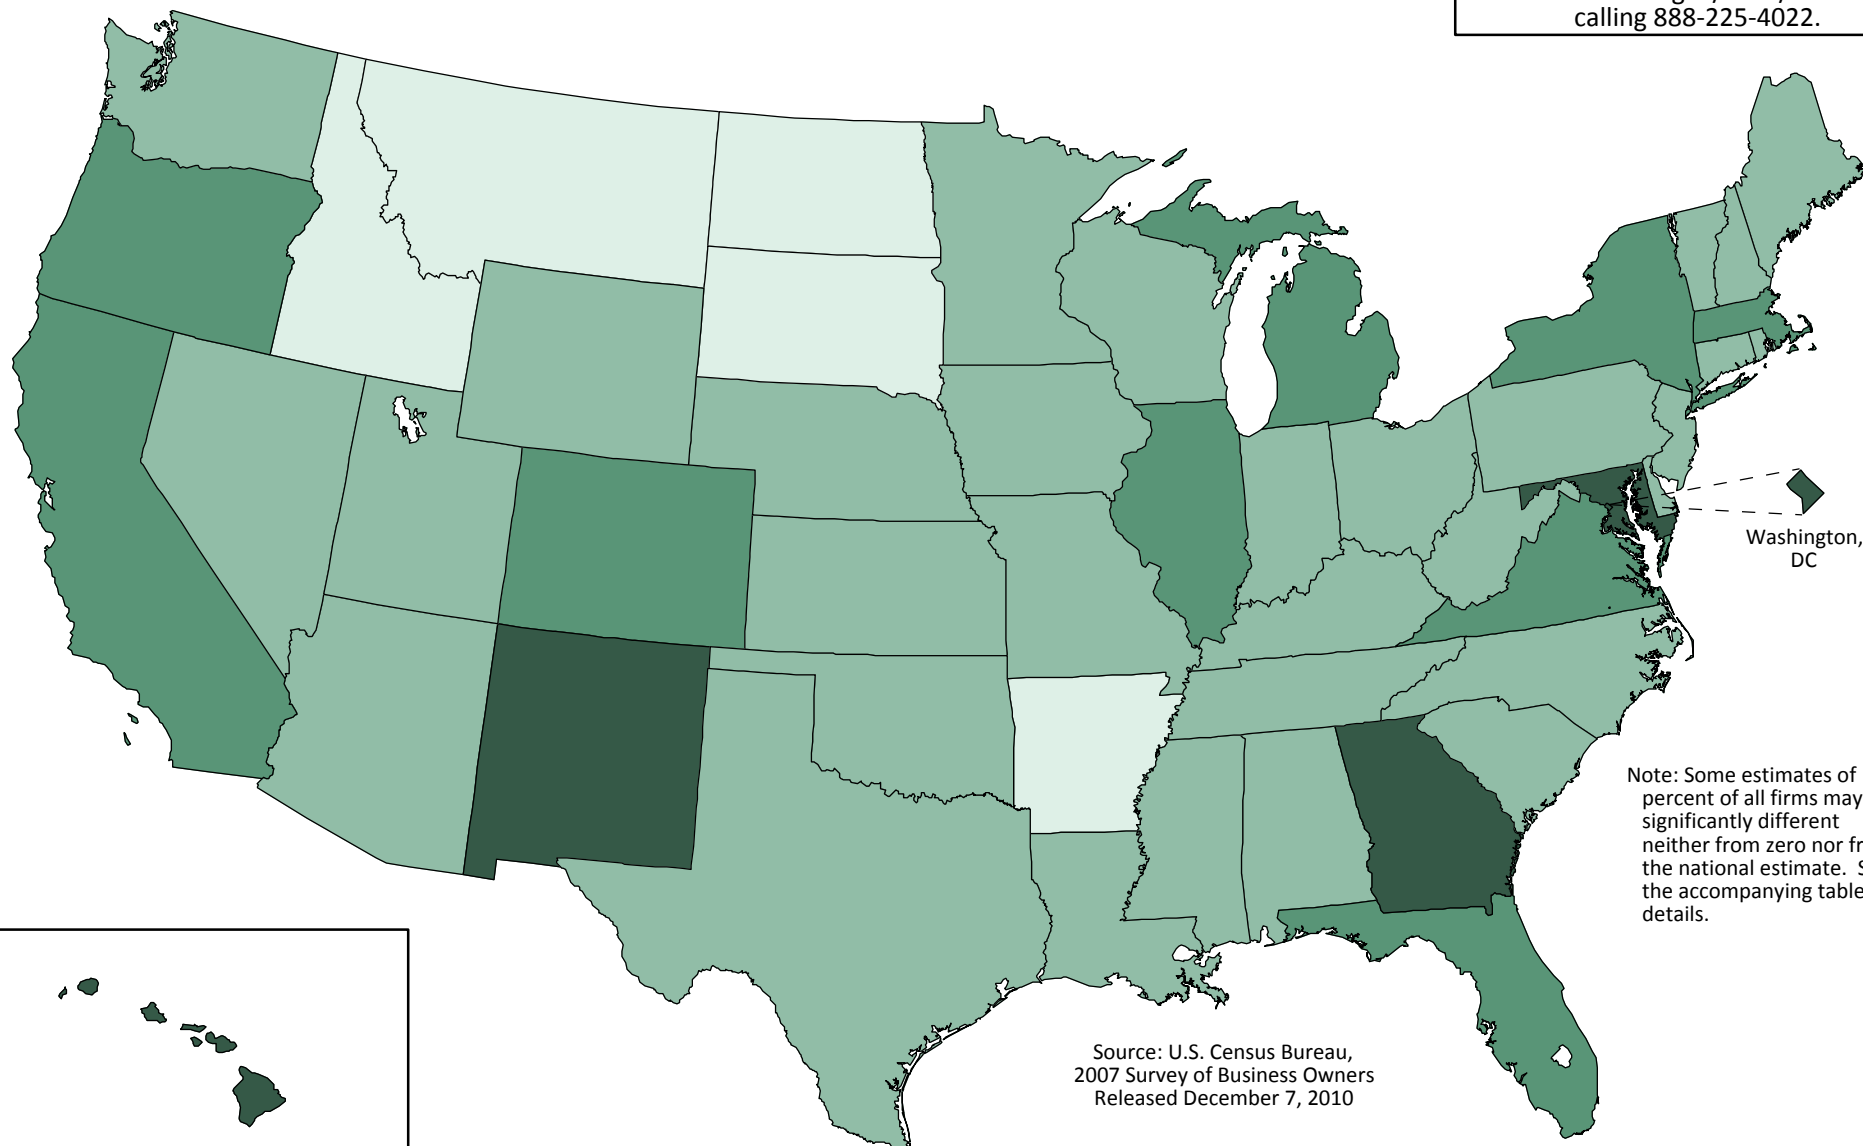 calling 888-225-4022.
Washington,
DC
Note: Some estimates of
percent of all firms may
significantly different
neither from zero nor
the national estimate.
the accompanying table
details.
Source: U.S. Census Bureau,
2007 Survey of Business Owners
Released December 7, 2010